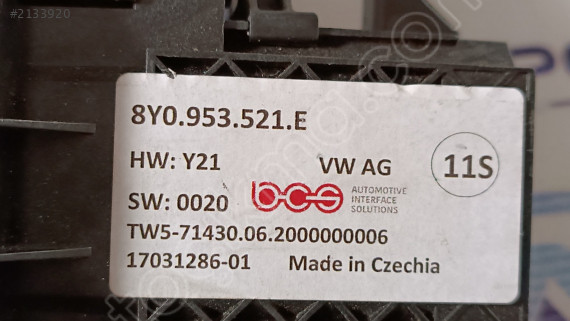 #2133920
8Y0.953.521.E
HW: Y21 VW AG 11S
SW: 0020 bcs AUTOMOTIVE INTERFACE SOLUTIONS
TW5-71430.06.2000000006
17031286-01 Made in Czechia